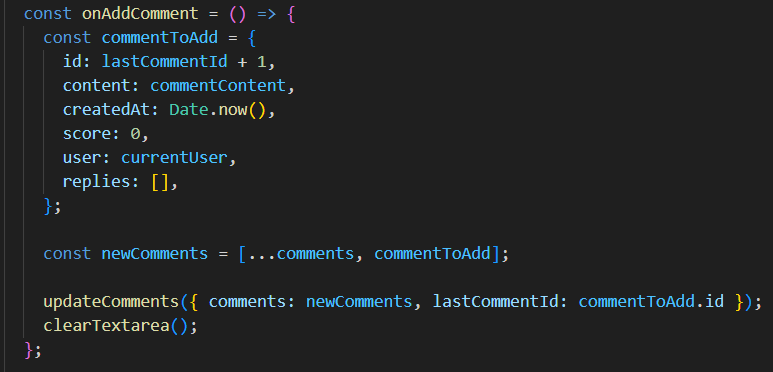 const onAddComment = () => {
  const commentToAdd = {
    id: lastCommentId + 1,
    content: commentContent,
    createdAt: Date.now(),
    score: 0,
    user: currentUser,
    replies: [],
  };

  const newComments = [...comments, commentToAdd];

  updateComments({ comments: newComments, lastCommentId: commentToAdd.id });
  clearTextarea();
};